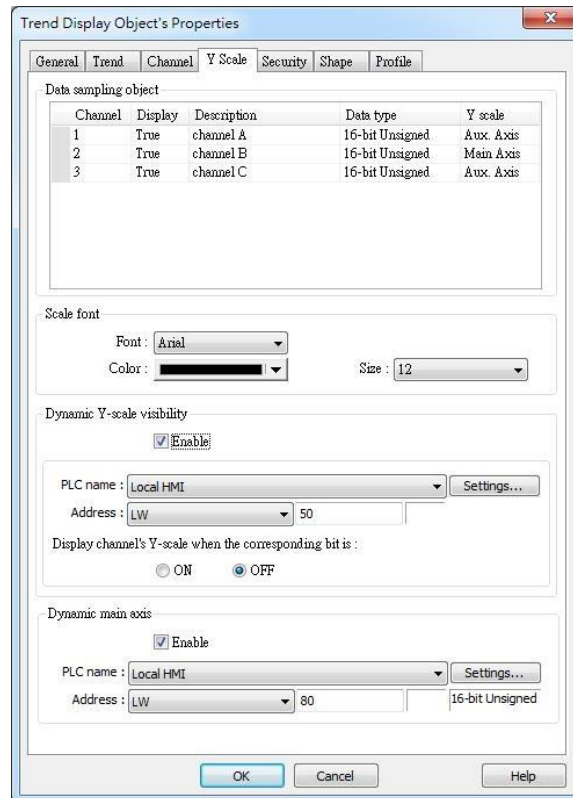 Trend Display Object's Properties
General Trend Channel Y Scale Security Shape Profile
Data sampling object
Channel Display Description Data type Y scale
1 True channel A 16-bit Unsigned Aux. Axis
2 True channel B 16-bit Unsigned Main Axis
3 True channel C 16-bit Unsigned Aux. Axis
Scale font
Font : Arial
Color : Size : 12
Dynamic Y-scale visibility
Enable
PLC name : Local HMI Settings...
Address : LW 50
Display channel's Y-scale when the corresponding bit is :
ON OFF
Dynamic main axis
Enable
PLC name : Local HMI Settings...
Address : LW 80 16-bit Unsigned
OK Cancel Help